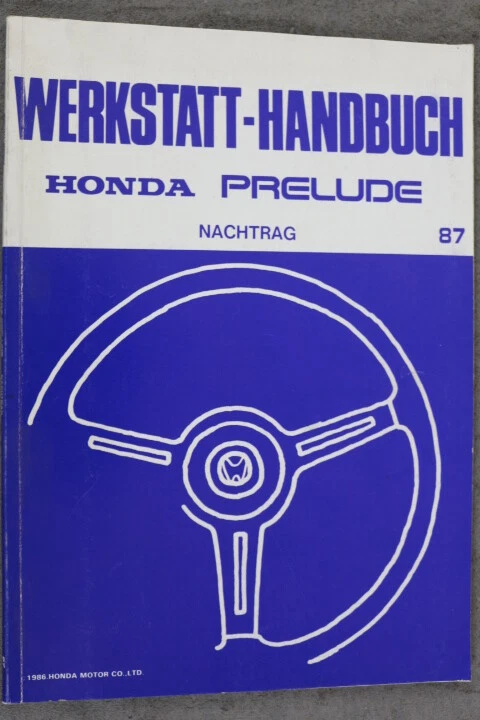 WERKSTATT-HANDBUCH
HONDA PRELUDE
NACHTRAG 87
1986 HONDA MOTOR CO.,LTD.